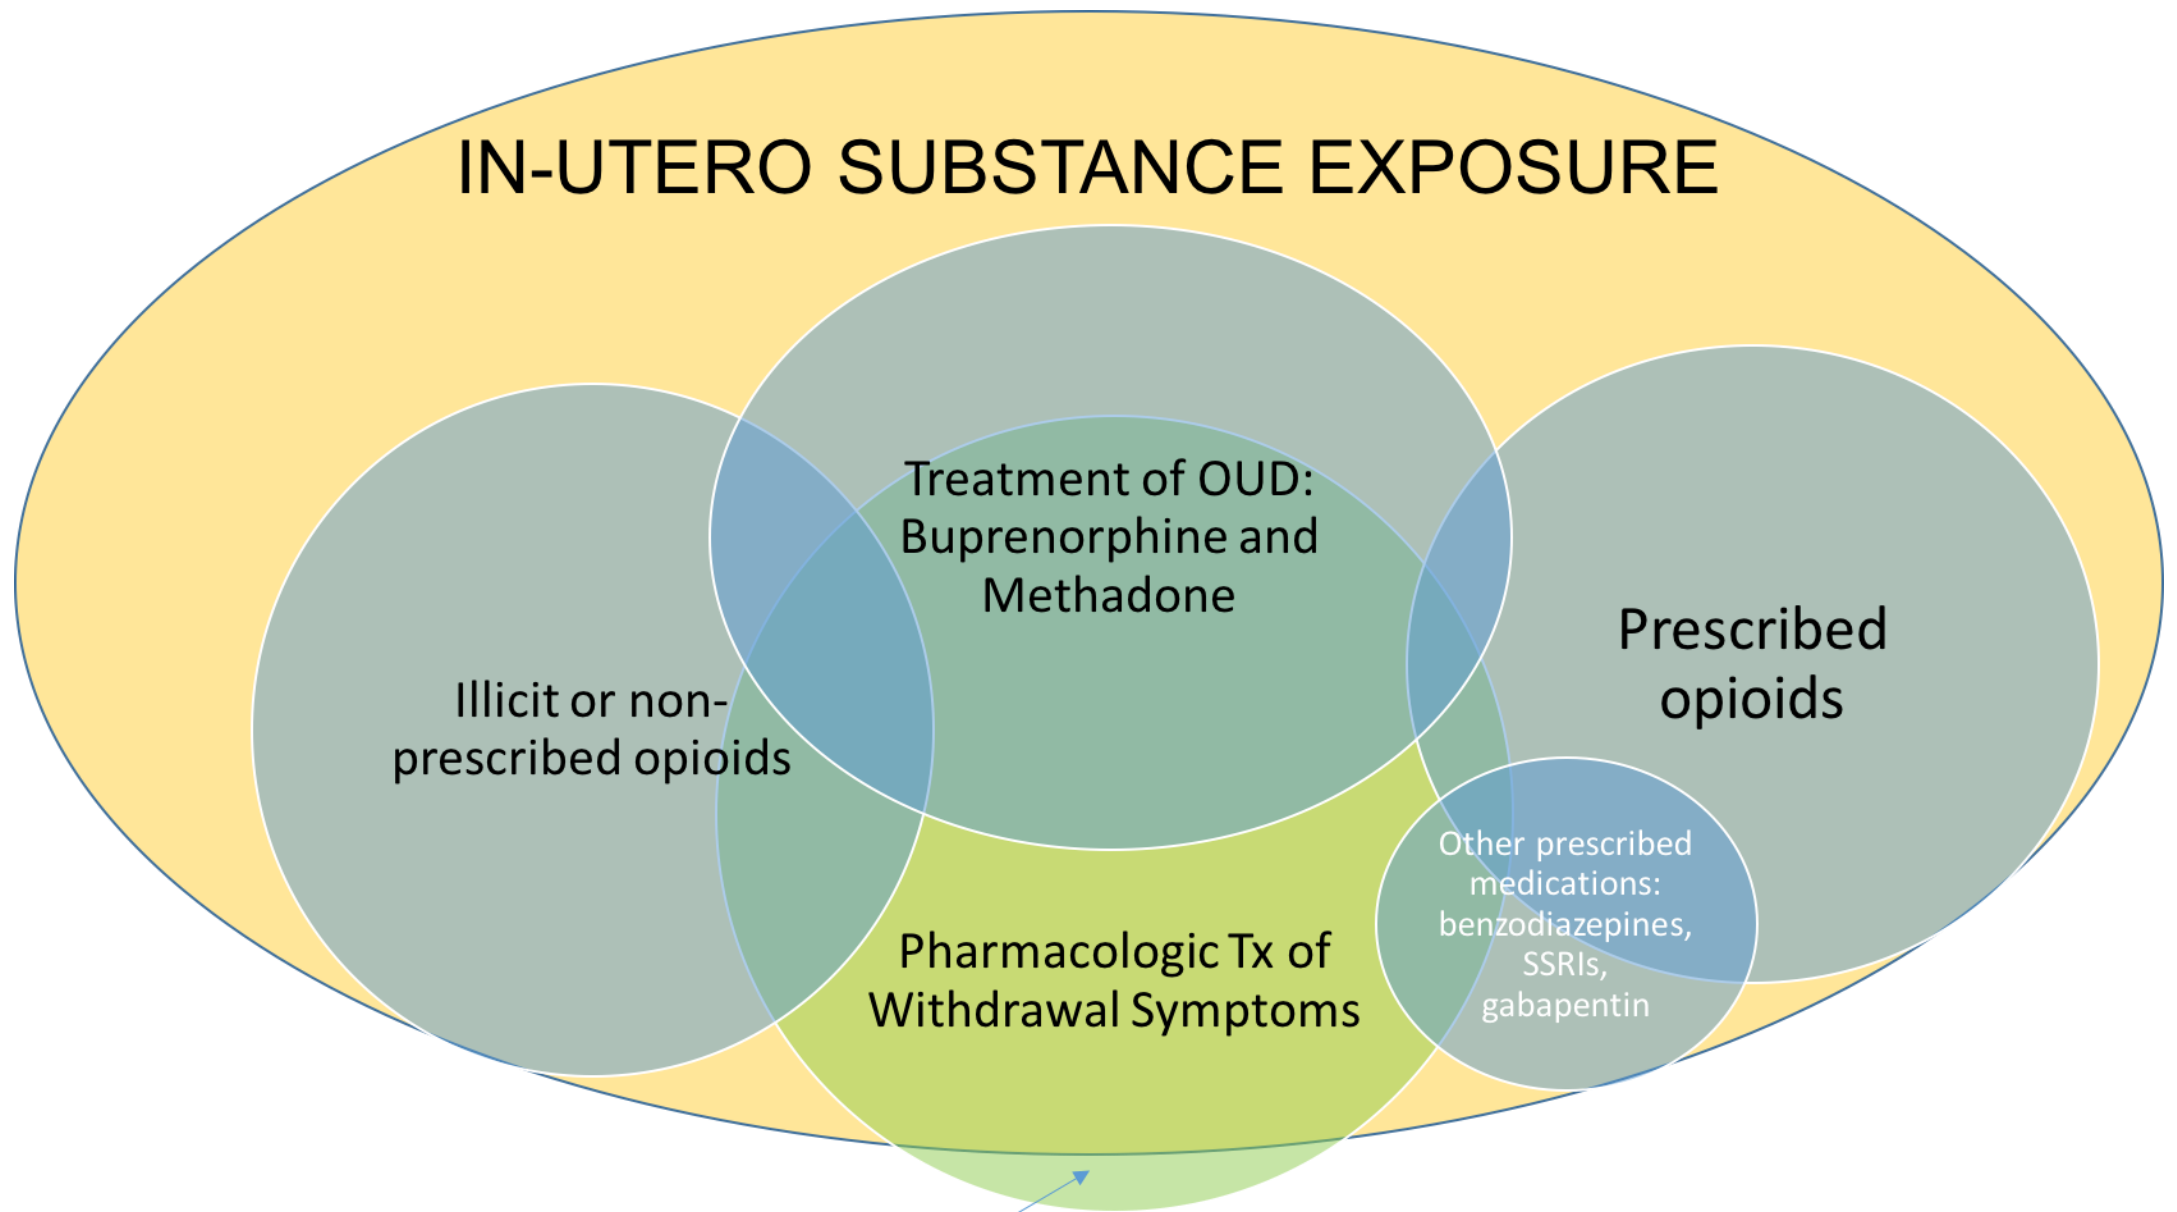 IN-UTERO SUBSTANCE EXPOSURE
Treatment of OUD:
Buprenorphine and
Methadone
Prescribed
opioids
Illicit or non-
prescribed opioids
Other prescribed
medications:
benzodiazepines,
SSRIs,
gabapentin
Pharmacologic Tx of
Withdrawal Symptoms